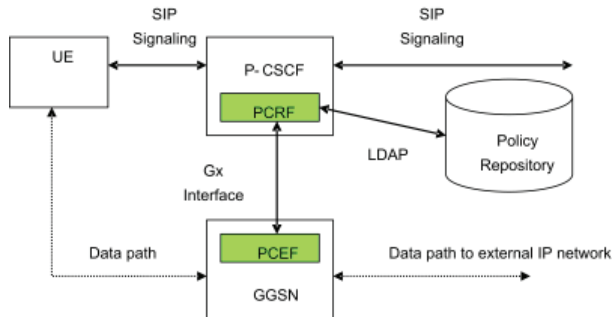 SIP
Signaling
SIP
Signaling
UE
P- CSCF
PCRF
LDAP
Policy
Repository
Gx
Interface
Data path
PCEF
Data path to external IP network
GGSN